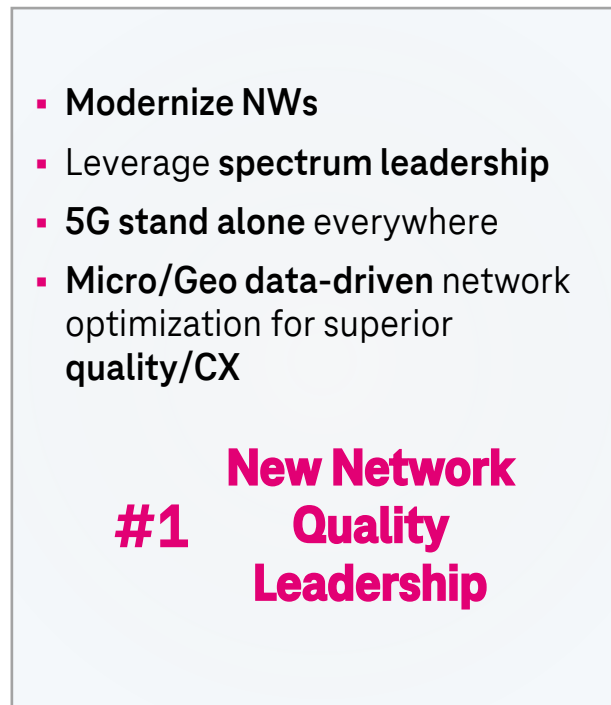 ▪ Modernize NWs
▪ Leverage spectrum leadership
▪ 5G stand alone everywhere
▪ Micro/Geo data-driven network
optimization for superior
quality/CX
New Network
#1 Quality
Leadership